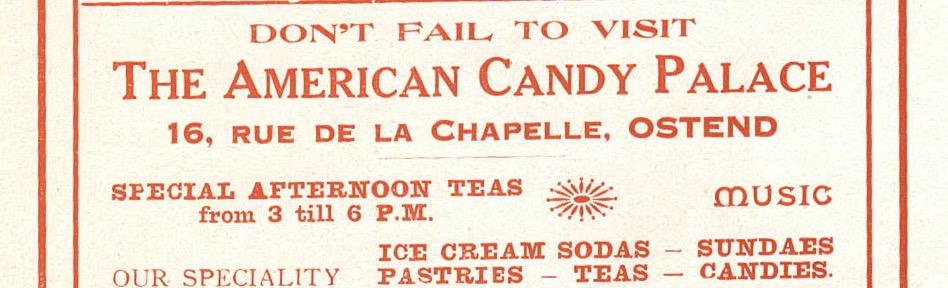 DON'T FAIL TO VISIT
THE AMERICAN CANDY PALACE
16, RUE DE LA CHAPELLE, OSTEND
SPECIAL AFTERNOON TEAS
from 3 till 6 P.M.
MUSIC
OUR SPECIALITY
ICE CREAM SODAS – SUNDAES
PASTRIES – TEAS – CANDIES.